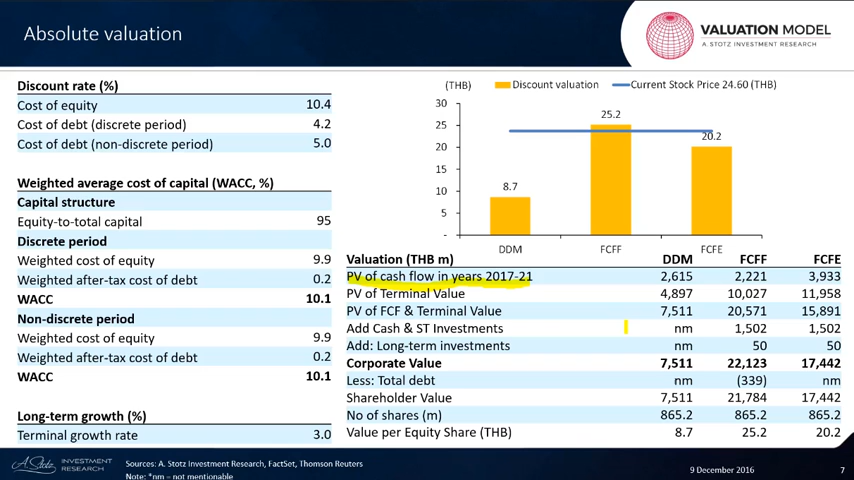 Absolute valuation
VALUATION MODEL
A. STOTZ INVESTMENT RESEARCH
Discount rate (%)
Cost of equity 10.4
Cost of debt (discrete period) 4.2
Cost of debt (non-discrete period) 5.0
Weighted average cost of capital (WACC, %)
Capital structure
Equity-to-total capital 95
Discrete period
Weighted cost of equity 9.9
Weighted after-tax cost of debt 0.2
WACC 10.1
Non-discrete period
Weighted cost of equity 9.9
Weighted after-tax cost of debt 0.2
WACC 10.1
Long-term growth (%)
Terminal growth rate 3.0
(THB) Discount valuation Current Stock Price 24.60 (THB)
30
25
20
15
10
5
-
8.7
25.2
20.2
DDM FCFF FCFE
Valuation (THB m) DDM FCFF FCFE
PV of cash flow in years 2017-21 2,615 2,221 3,933
PV of Terminal Value 4,897 10,027 11,958
PV of FCF & Terminal Value 7,511 20,571 15,891
Add Cash & ST Investments nm 1,502 1,502
Add: Long-term investments nm 50 50
Corporate Value 7,511 22,123 17,442
Less: Total debt nm (339) nm
Shareholder Value 7,511 21,784 17,442
No of shares (m) 865.2 865.2 865.2
Value per Equity Share (THB) 8.7 25.2 20.2
A. Stotz INVESTMENT RESEARCH
Sources: A. Stotz Investment Research, FactSet, Thomson Reuters
Note: *nm – not mentionable
9 December 2016
7